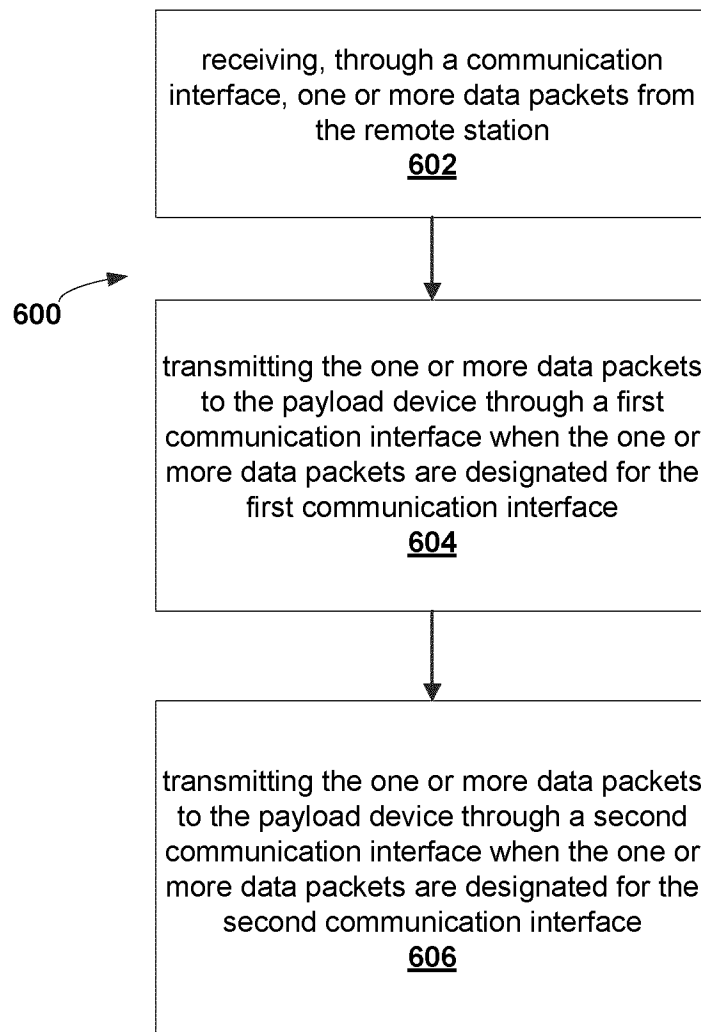 receiving, through a communication
interface, one or more data packets from
the remote station
602
600
transmitting the one or more data packets
to the payload device through a first
communication interface when the one or
more data packets are designated for the
first communication interface
604
transmitting the one or more data packets
to the payload device through a second
communication interface when the one or
more data packets are designated for the
second communication interface
606